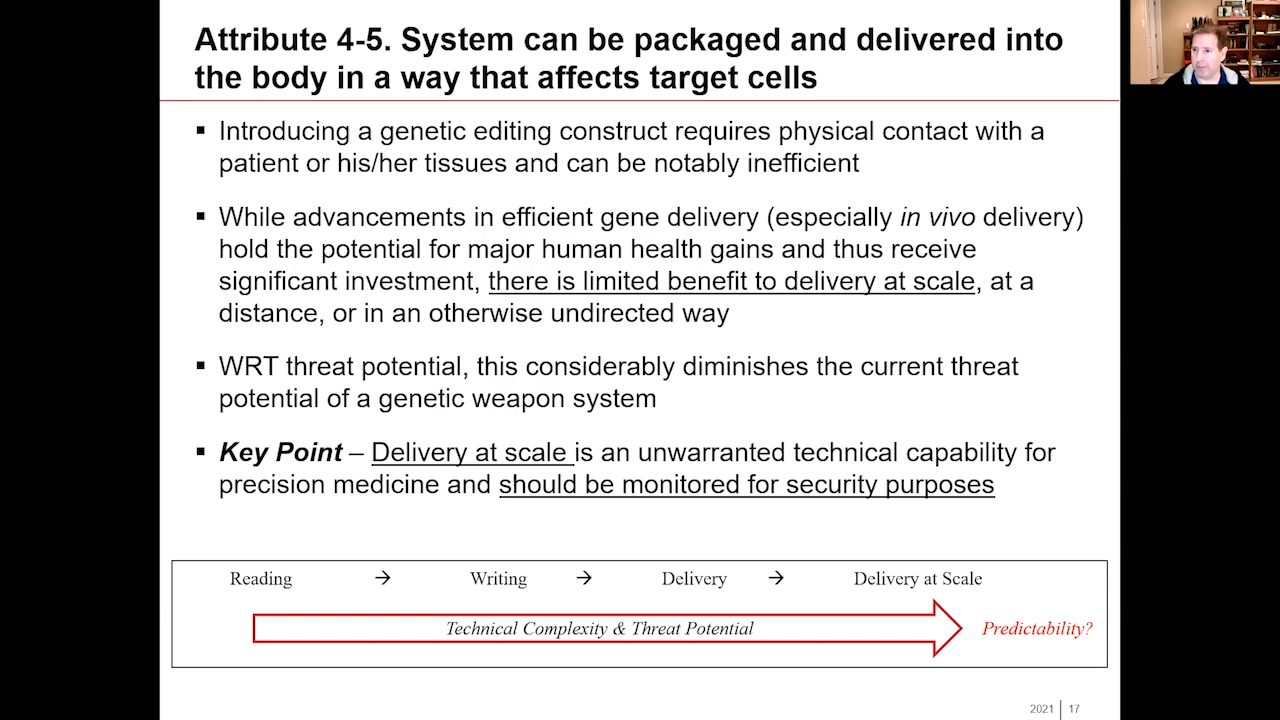 Attribute 4-5. System can be packaged and delivered into
the body in a way that affects target cells
▪ Introducing a genetic editing construct requires physical contact with a
patient or his/her tissues and can be notably inefficient
▪ While advancements in efficient gene delivery (especially in vivo delivery)
hold the potential for major human health gains and thus receive
significant investment, there is limited benefit to delivery at scale, at a
distance, or in an otherwise undirected way
▪ WRT threat potential, this considerably diminishes the current threat
potential of a genetic weapon system
▪ Key Point – Delivery at scale is an unwarranted technical capability for
precision medicine and should be monitored for security purposes
Reading → Writing → Delivery → Delivery at Scale
Technical Complexity & Threat Potential Predictability?
2021 | 17